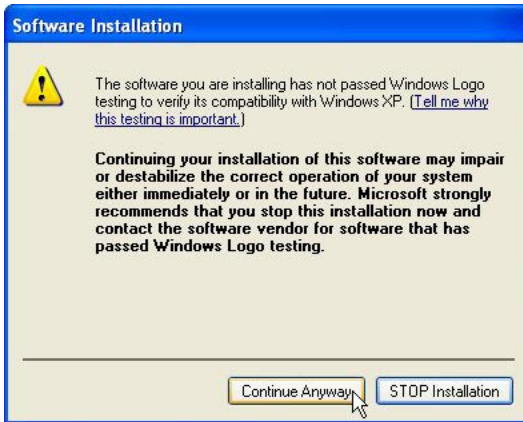 Software Installation
The software you are installing has not passed Windows Logo
testing to verify its compatibility with Windows XP. (Tell me why
this testing is important.)
Continuing your installation of this software may impair
or destabilize the correct operation of your system
either immediately or in the future. Microsoft strongly
recommends that you stop this installation now and
contact the software vendor for software that has
passed Windows Logo testing.
Continue Anyway
STOP Installation